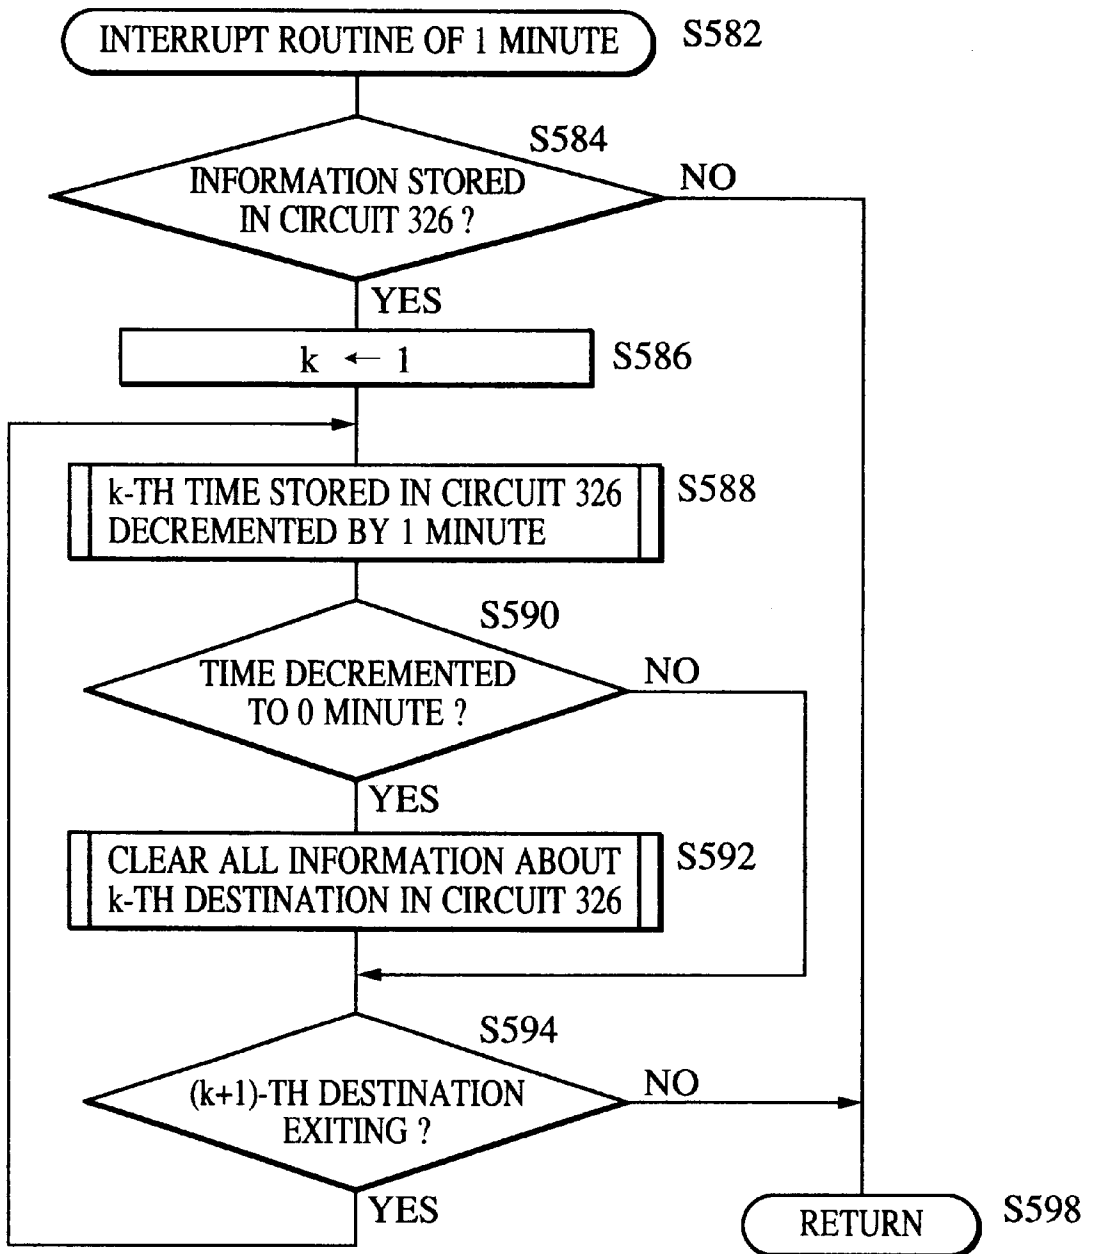 INTERRUPT ROUTINE OF 1 MINUTE
S582
S584
INFORMATION STORED
IN CIRCUIT 326 ?
NO
YES
k ← 1
S586
k-TH TIME STORED IN CIRCUIT 326
DECREMENTED BY 1 MINUTE
S588
S590
TIME DECREMENTED
TO 0 MINUTE ?
NO
YES
CLEAR ALL INFORMATION ABOUT
k-TH DESTINATION IN CIRCUIT 326
S592
S594
(k+1)-TH DESTINATION
EXITING ?
NO
YES
RETURN
S598